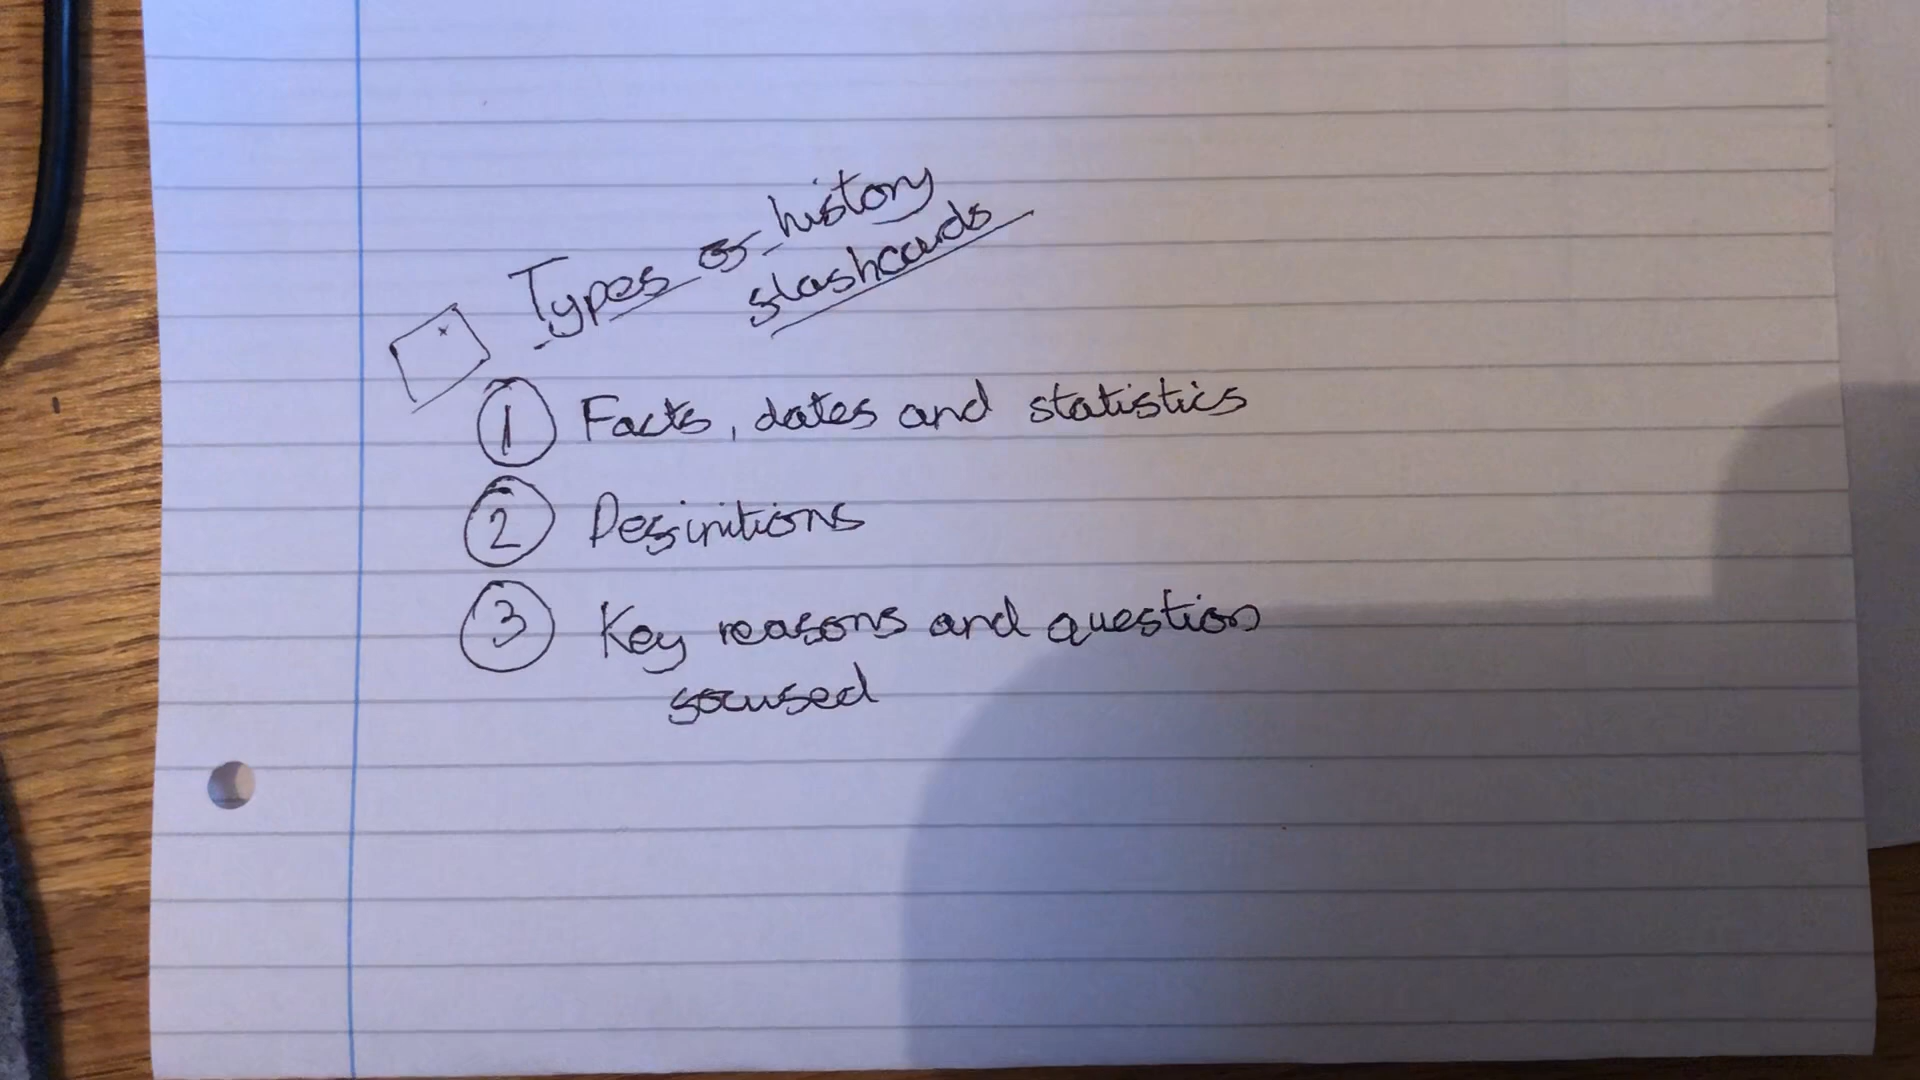 Types of history
flashcards
1 Facts, dates and statistics
2 Definitions
3 Key reasons and question
focused